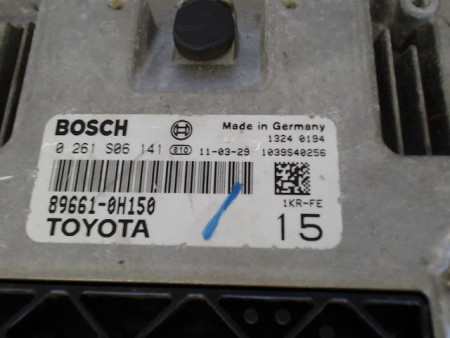 BOSCH
Made in Germany
1324 0194
0 261 S06 141 E10 11-03-29 1039S40256
89661-0H150
1KR-FE
TOYOTA
15